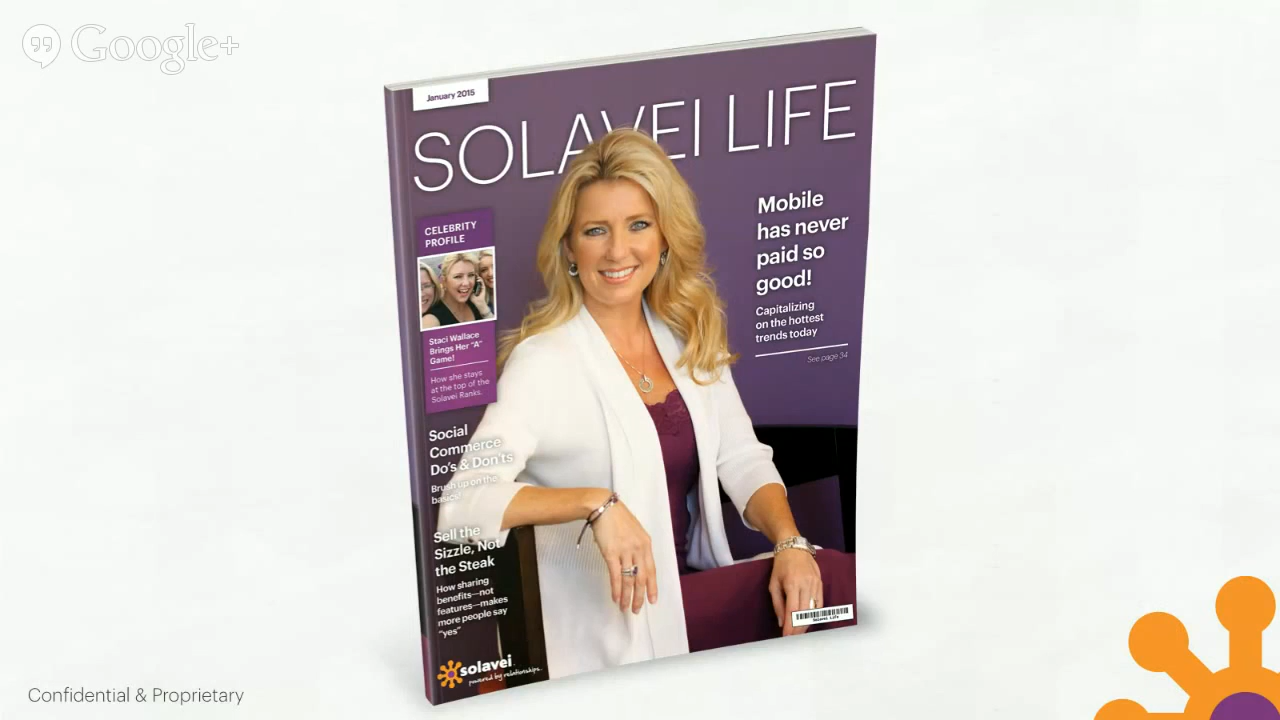 Google+
January 2015
SOLAVEI LIFE
CELEBRITY
PROFILE
Staci Wallace
Brings Her "A"
Game!
How she stays
at the top of the
Solavei Ranks.
Social
Commerce
Do's & Don'ts
Brush up on the
basics!
Sell the
Sizzle, Not
the Steak
How sharing
benefits—not
features—makes
more people say
"yes"
solavei
powered by relationships.
Mobile
has never
paid so
good!
Capitalizing
on the hottest
trends today
See page 34
Solavei Life
Confidential & Proprietary